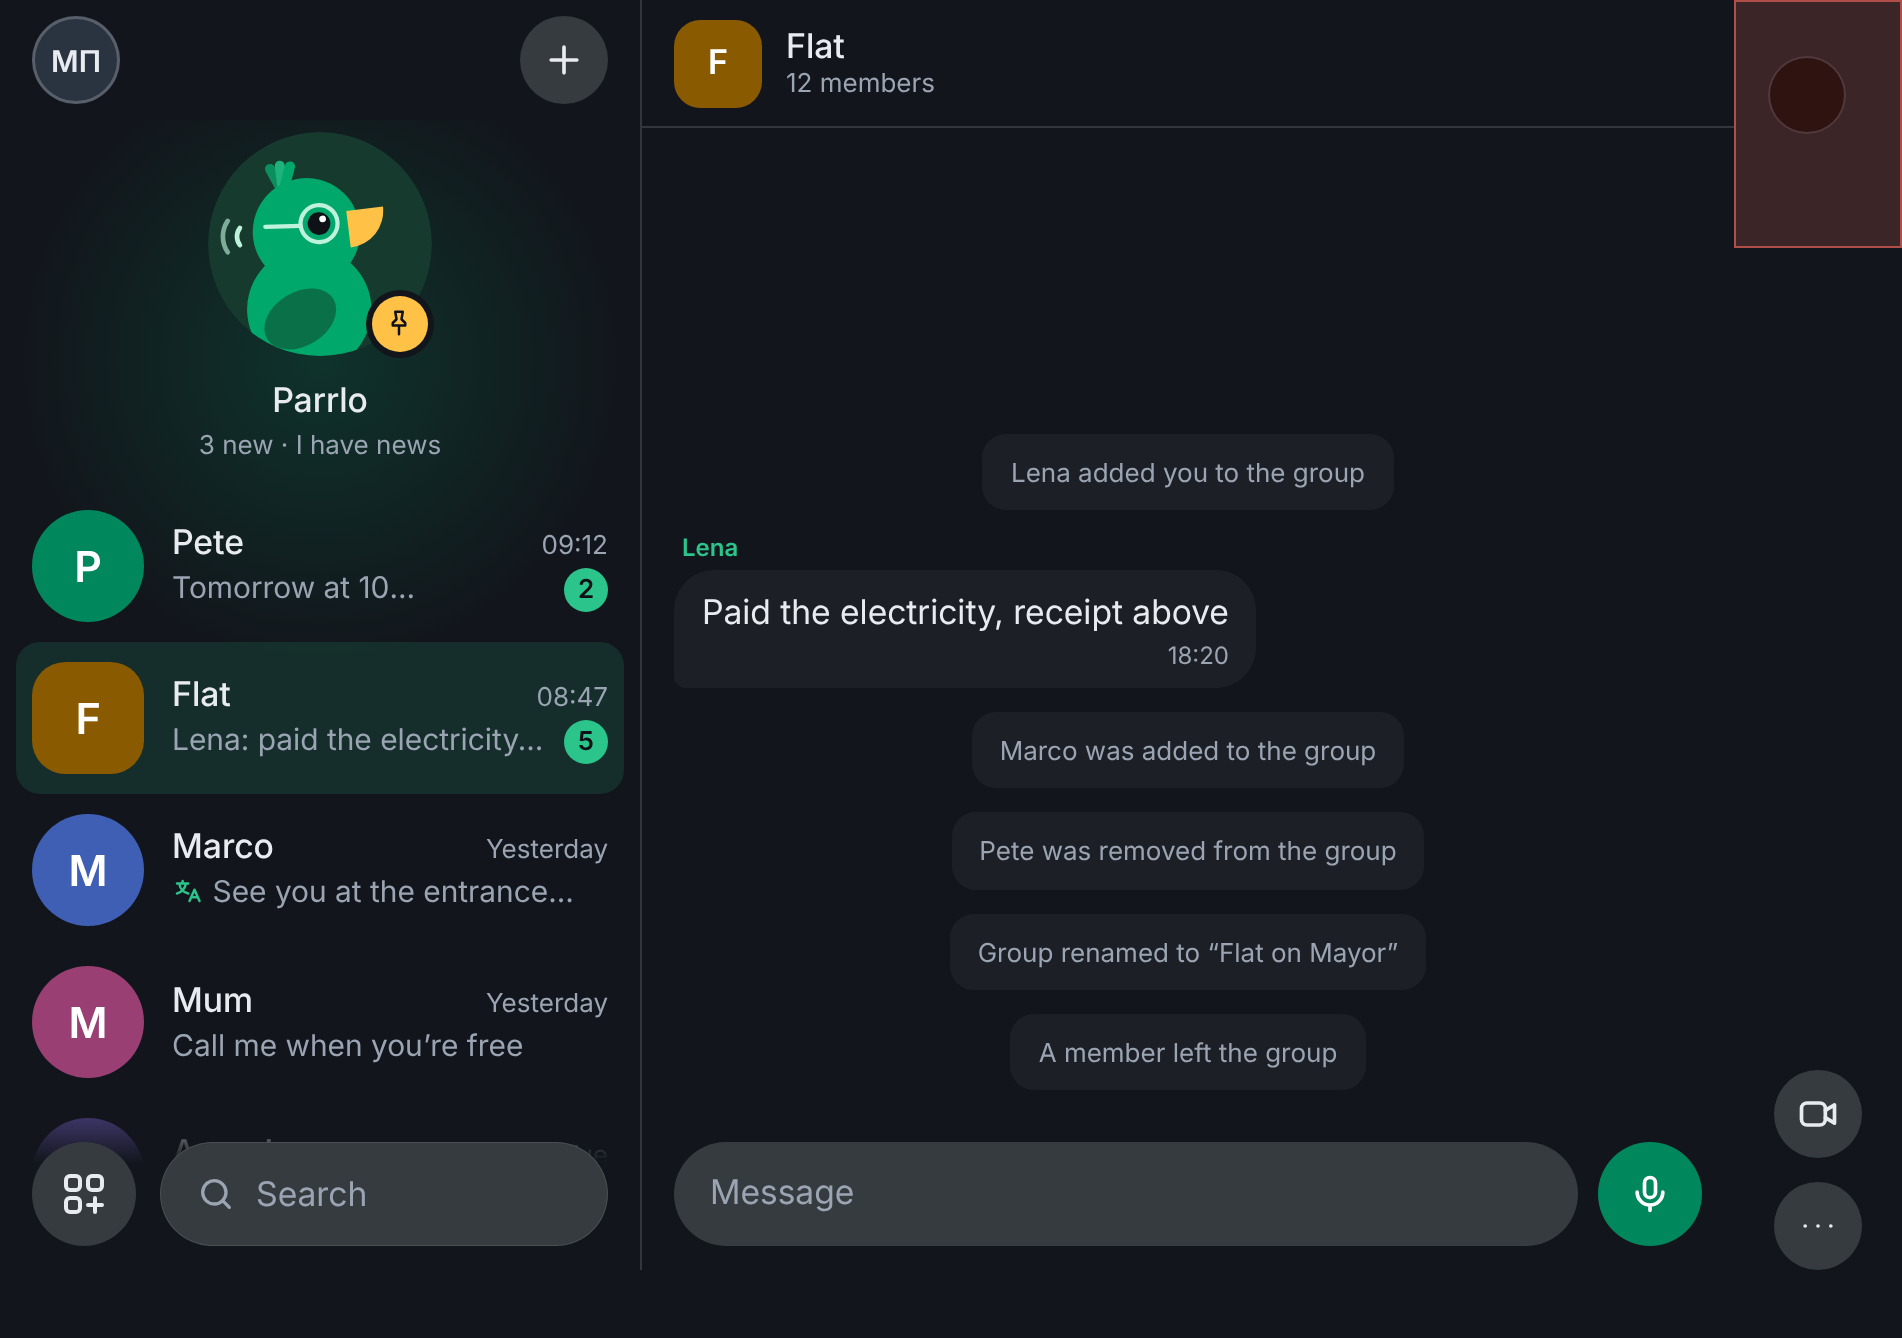 МП
Parrlo
3 new · I have news
Pete
09:12
Tomorrow at 10...
2
Flat
08:47
Lena: paid the electricity...
5
Marco
Yesterday
See you at the entrance...
Mum
Yesterday
Call me when you’re free
Search
F
Flat
12 members
Lena added you to the group
Lena
Paid the electricity, receipt above
18:20
Marco was added to the group
Pete was removed from the group
Group renamed to “Flat on Mayor”
A member left the group
Message
P
F
M
M